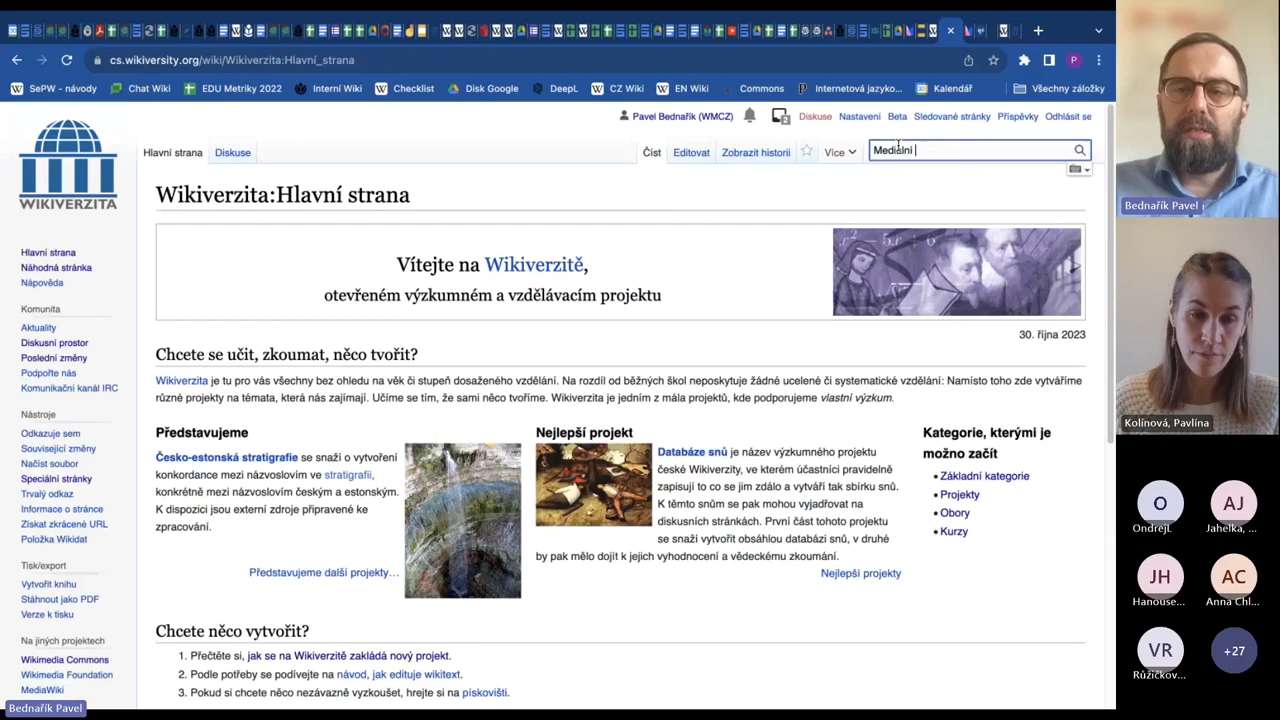 cs.wikiversity.org/wiki/Wikiverzita:Hlavní_strana
SePW - návody
Chat Wiki
EDU Metriky 2022
Interní Wiki
Checklist
Disk Google
DeepL
CZ Wiki
EN Wiki
Commons
Internetová jazyko...
Kalendář
Všechny záložky
P
Pavel Bednařík (WMCZ)
2
Diskuse
Nastavení
Beta
Sledované stránky
Příspěvky
Odhlásit se
Hlavní strana
Diskuse
Číst
Editovat
Zobrazit historii
Více
Mediální
WIKIVERZITA
Hlavní strana
Náhodná stránka
Nápověda
Komunita
Aktuality
Diskusní prostor
Poslední změny
Podpořte nás
Komunikační kanál IRC
Nástroje
Odkazuje sem
Související změny
Načíst soubor
Speciální stránky
Trvalý odkaz
Informace o stránce
Získat zkrácené URL
Položka Wikidat
Tisk/export
Vytvořit knihu
Stáhnout jako PDF
Verze k tisku
Na jiných projektech
Wikimedia Commons
Wikimedia Foundation
MediaWiki
Wikiverzita:Hlavní strana
Vítejte na Wikiverzitě,
otevřeném výzkumném a vzdělávacím projektu
30. října 2023
Chcete se učit, zkoumat, něco tvořit?
Wikiverzita je tu pro vás všechny bez ohledu na věk či stupeň dosaženého vzdělání. Na rozdíl od běžných škol neposkytuje žádné ucelené či systematické vzdělání: Namísto toho zde vytváříme
různé projekty na témata, která nás zajímají. Učíme se tím, že sami něco tvoříme. Wikiverzita je jedním z mála projektů, kde podporujeme vlastní výzkum.
Představujeme
Česko-estonská stratigrafie se snaží o vytvoření
konkordance mezi názvoslovím ve stratigrafii,
konkrétně mezi názvoslovím českým a estonským.
K dispozici jsou externí zdroje připravené ke
zpracování.
Představujeme další projekty...
Nejlepší projekt
Databáze snů je název výzkumného projektu
české Wikiverzity, ve kterém účastníci pravidelně
zapisují to co se jim zdálo a vytváří tak sbírku snů.
K těmto snům se pak mohou vyjadřovat na
diskusních stránkách. První část tohoto projektu
se snaží vytvořit obsáhlou databázi snů, v druhé
by pak mělo dojít k jejich vyhodnocení a vědeckému zkoumání.
Nejlepší projekty
Kategorie, kterými je
možno začít
Základní kategorie
Projekty
Obory
Kurzy
Chcete něco vytvořit?
1. Přečtěte si, jak se na Wikiverzitě zakládá nový projekt.
2. Podle potřeby se podívejte na návod, jak edituje wikitext.
3. Pokud si chcete něco nezávazně vyzkoušet, hrejte si na pískovišti.
Bednařík Pavel
Bednařík Pavel
Kolínová, Pavlína
O
OndrejL
AJ
Jahelka, ...
JH
Hanouse...
AC
Anna Chl...
VR
Růžičkov...
+27